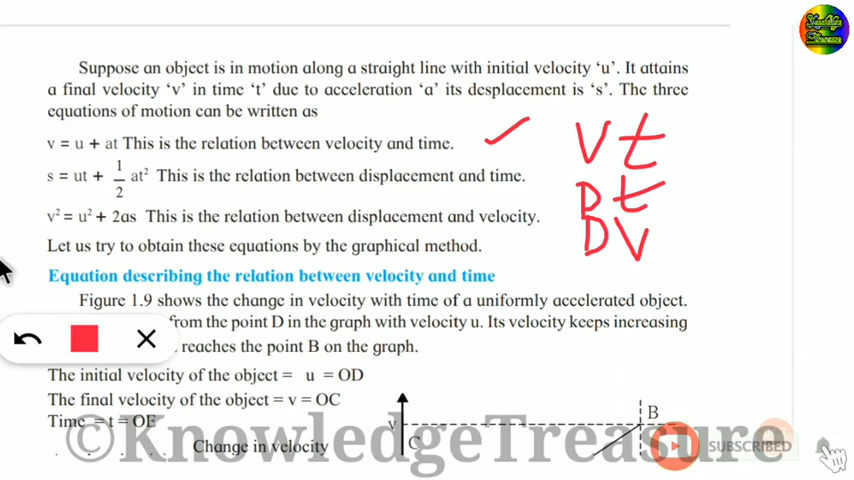 Suppose an object is in motion along a straight line with initial velocity ‘u’. It attains
a final velocity ‘v’ in time ‘t’ due to acceleration ‘a’ its desplacement is ‘s’. The three
equations of motion can be written as
v = u + at This is the relation between velocity and time.
s = ut + 1/2 at² This is the relation between displacement and time.
v² = u² + 2as This is the relation between displacement and velocity.
V t
D t
D V
Let us try to obtain these equations by the graphical method.
Equation describing the relation between velocity and time
Figure 1.9 shows the change in velocity with time of a uniformly accelerated object.
from the point D in the graph with velocity u. Its velocity keeps increasing
reaches the point B on the graph.
The initial velocity of the object = u = OD
The final velocity of the object = v = OC
Time = t = OE
Change in velocity
v
C
B
©KnowledgeTreasure
SUBSCRIBED